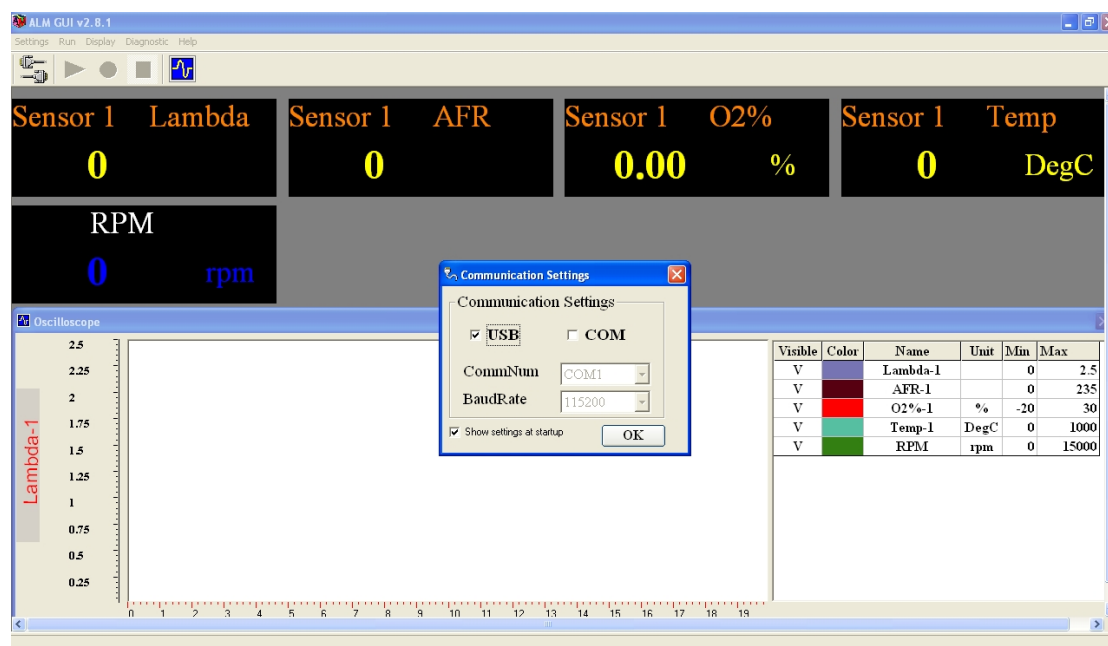 ALM GUI v2.8.1
Settings Run Display Diagnostic Help
Sensor 1 Lambda
0
Sensor 1 AFR
0
Sensor 1 O2%
0.00 %
Sensor 1 Temp
0 DegC
RPM
0 rpm
Communication Settings
Communication Settings
USB COM
CommNum COM1
BaudRate 115200
Show settings at startup OK
Oscilloscope
Lambda-1
2.5
2.25
2
1.75
1.5
1.25
1
0.75
0.5
0.25
0 1 2 3 4 5 6 7 8 9 10 11 12 13 14 15 16 17 18 19
Visible Color Name Unit Min Max
V Lambda-1 0 2.5
V AFR-1 0 235
V O2%-1 % -20 30
V Temp-1 DegC 0 1000
V RPM rpm 0 15000